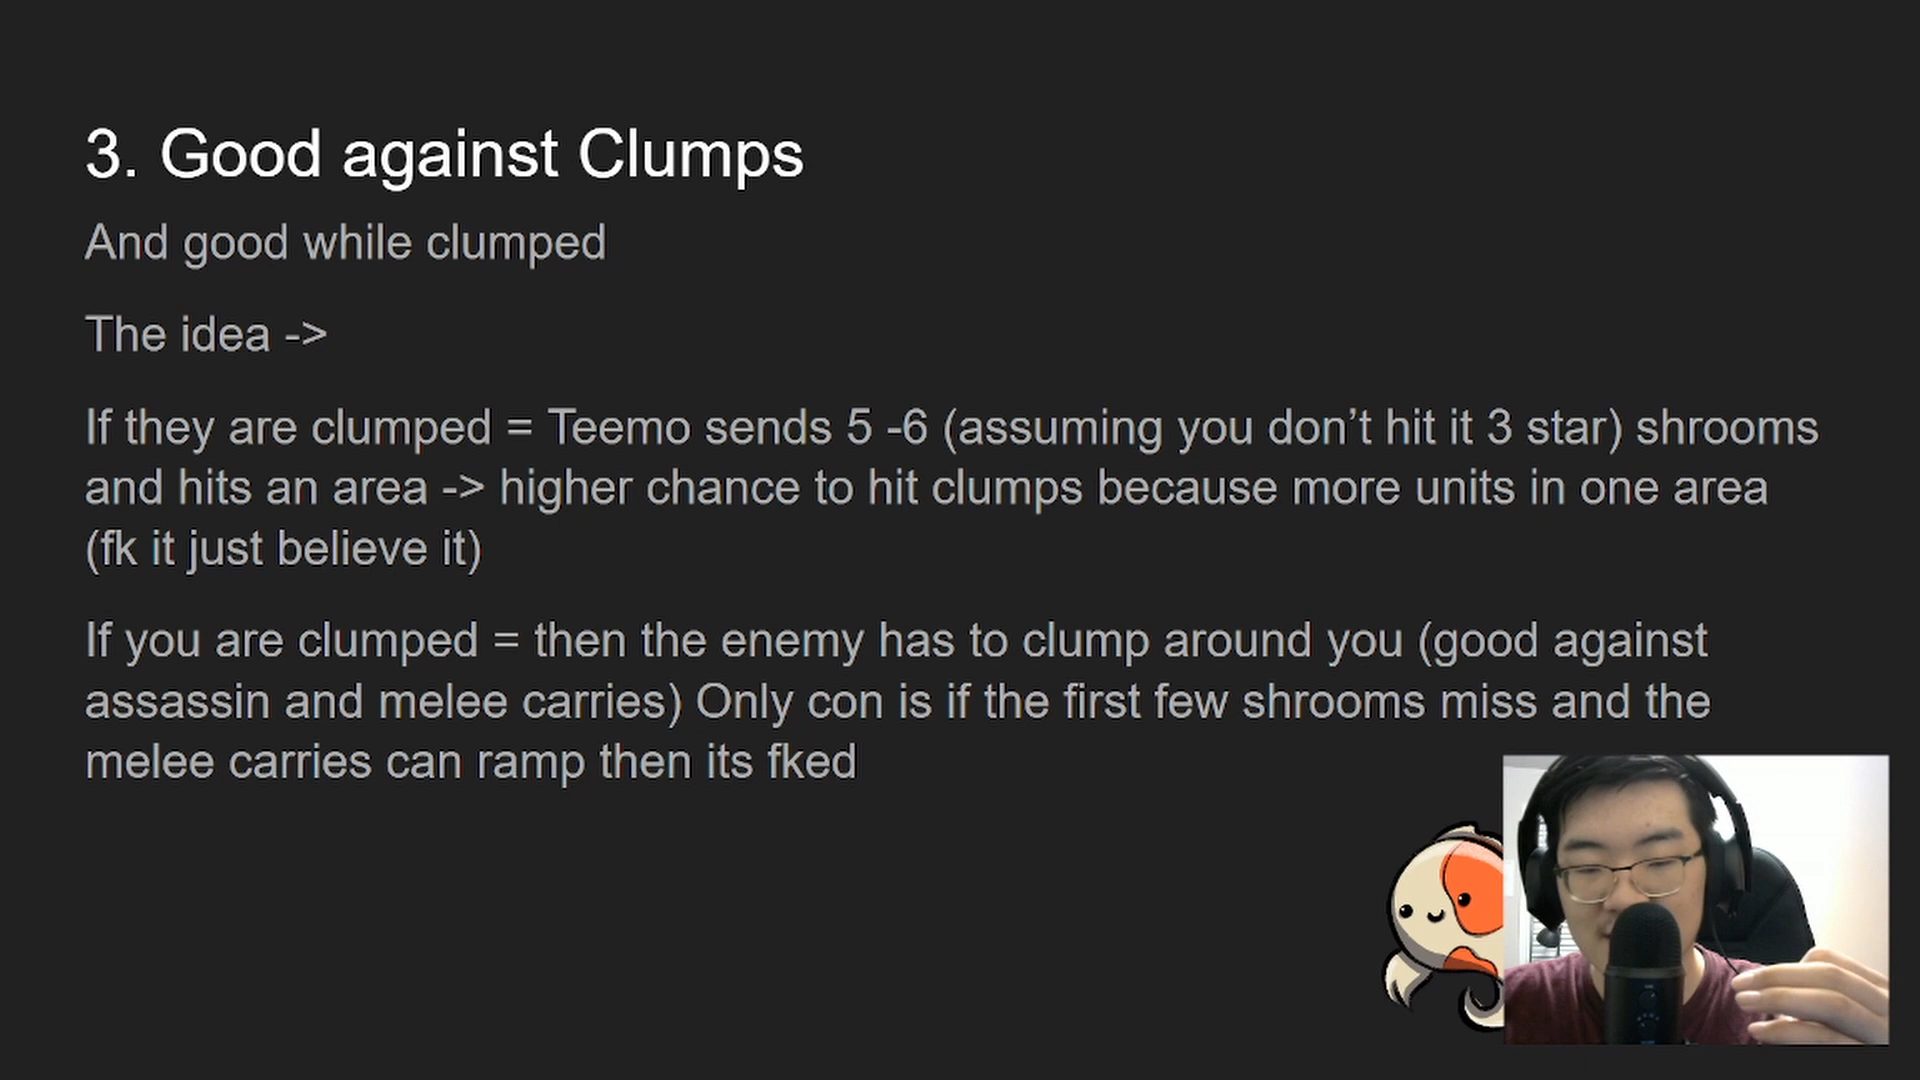 3. Good against Clumps
And good while clumped
The idea ->
If they are clumped = Teemo sends 5 -6 (assuming you don’t hit it 3 star) shrooms
and hits an area -> higher chance to hit clumps because more units in one area
(fk it just believe it)
If you are clumped = then the enemy has to clump around you (good against
assassin and melee carries) Only con is if the first few shrooms miss and the
melee carries can ramp then its fked